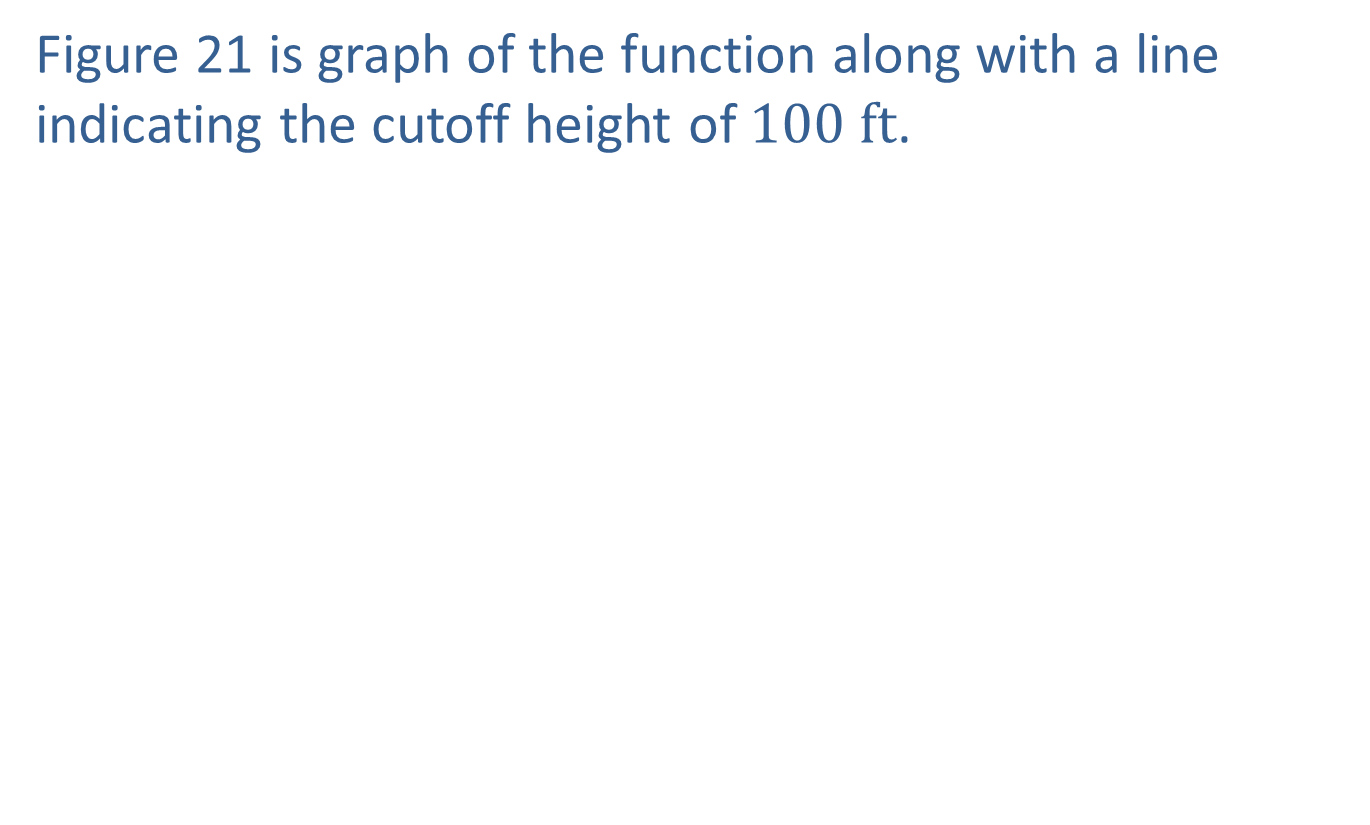 Figure 21 is graph of the function along with a line
indicating the cutoff height of 100 ft.